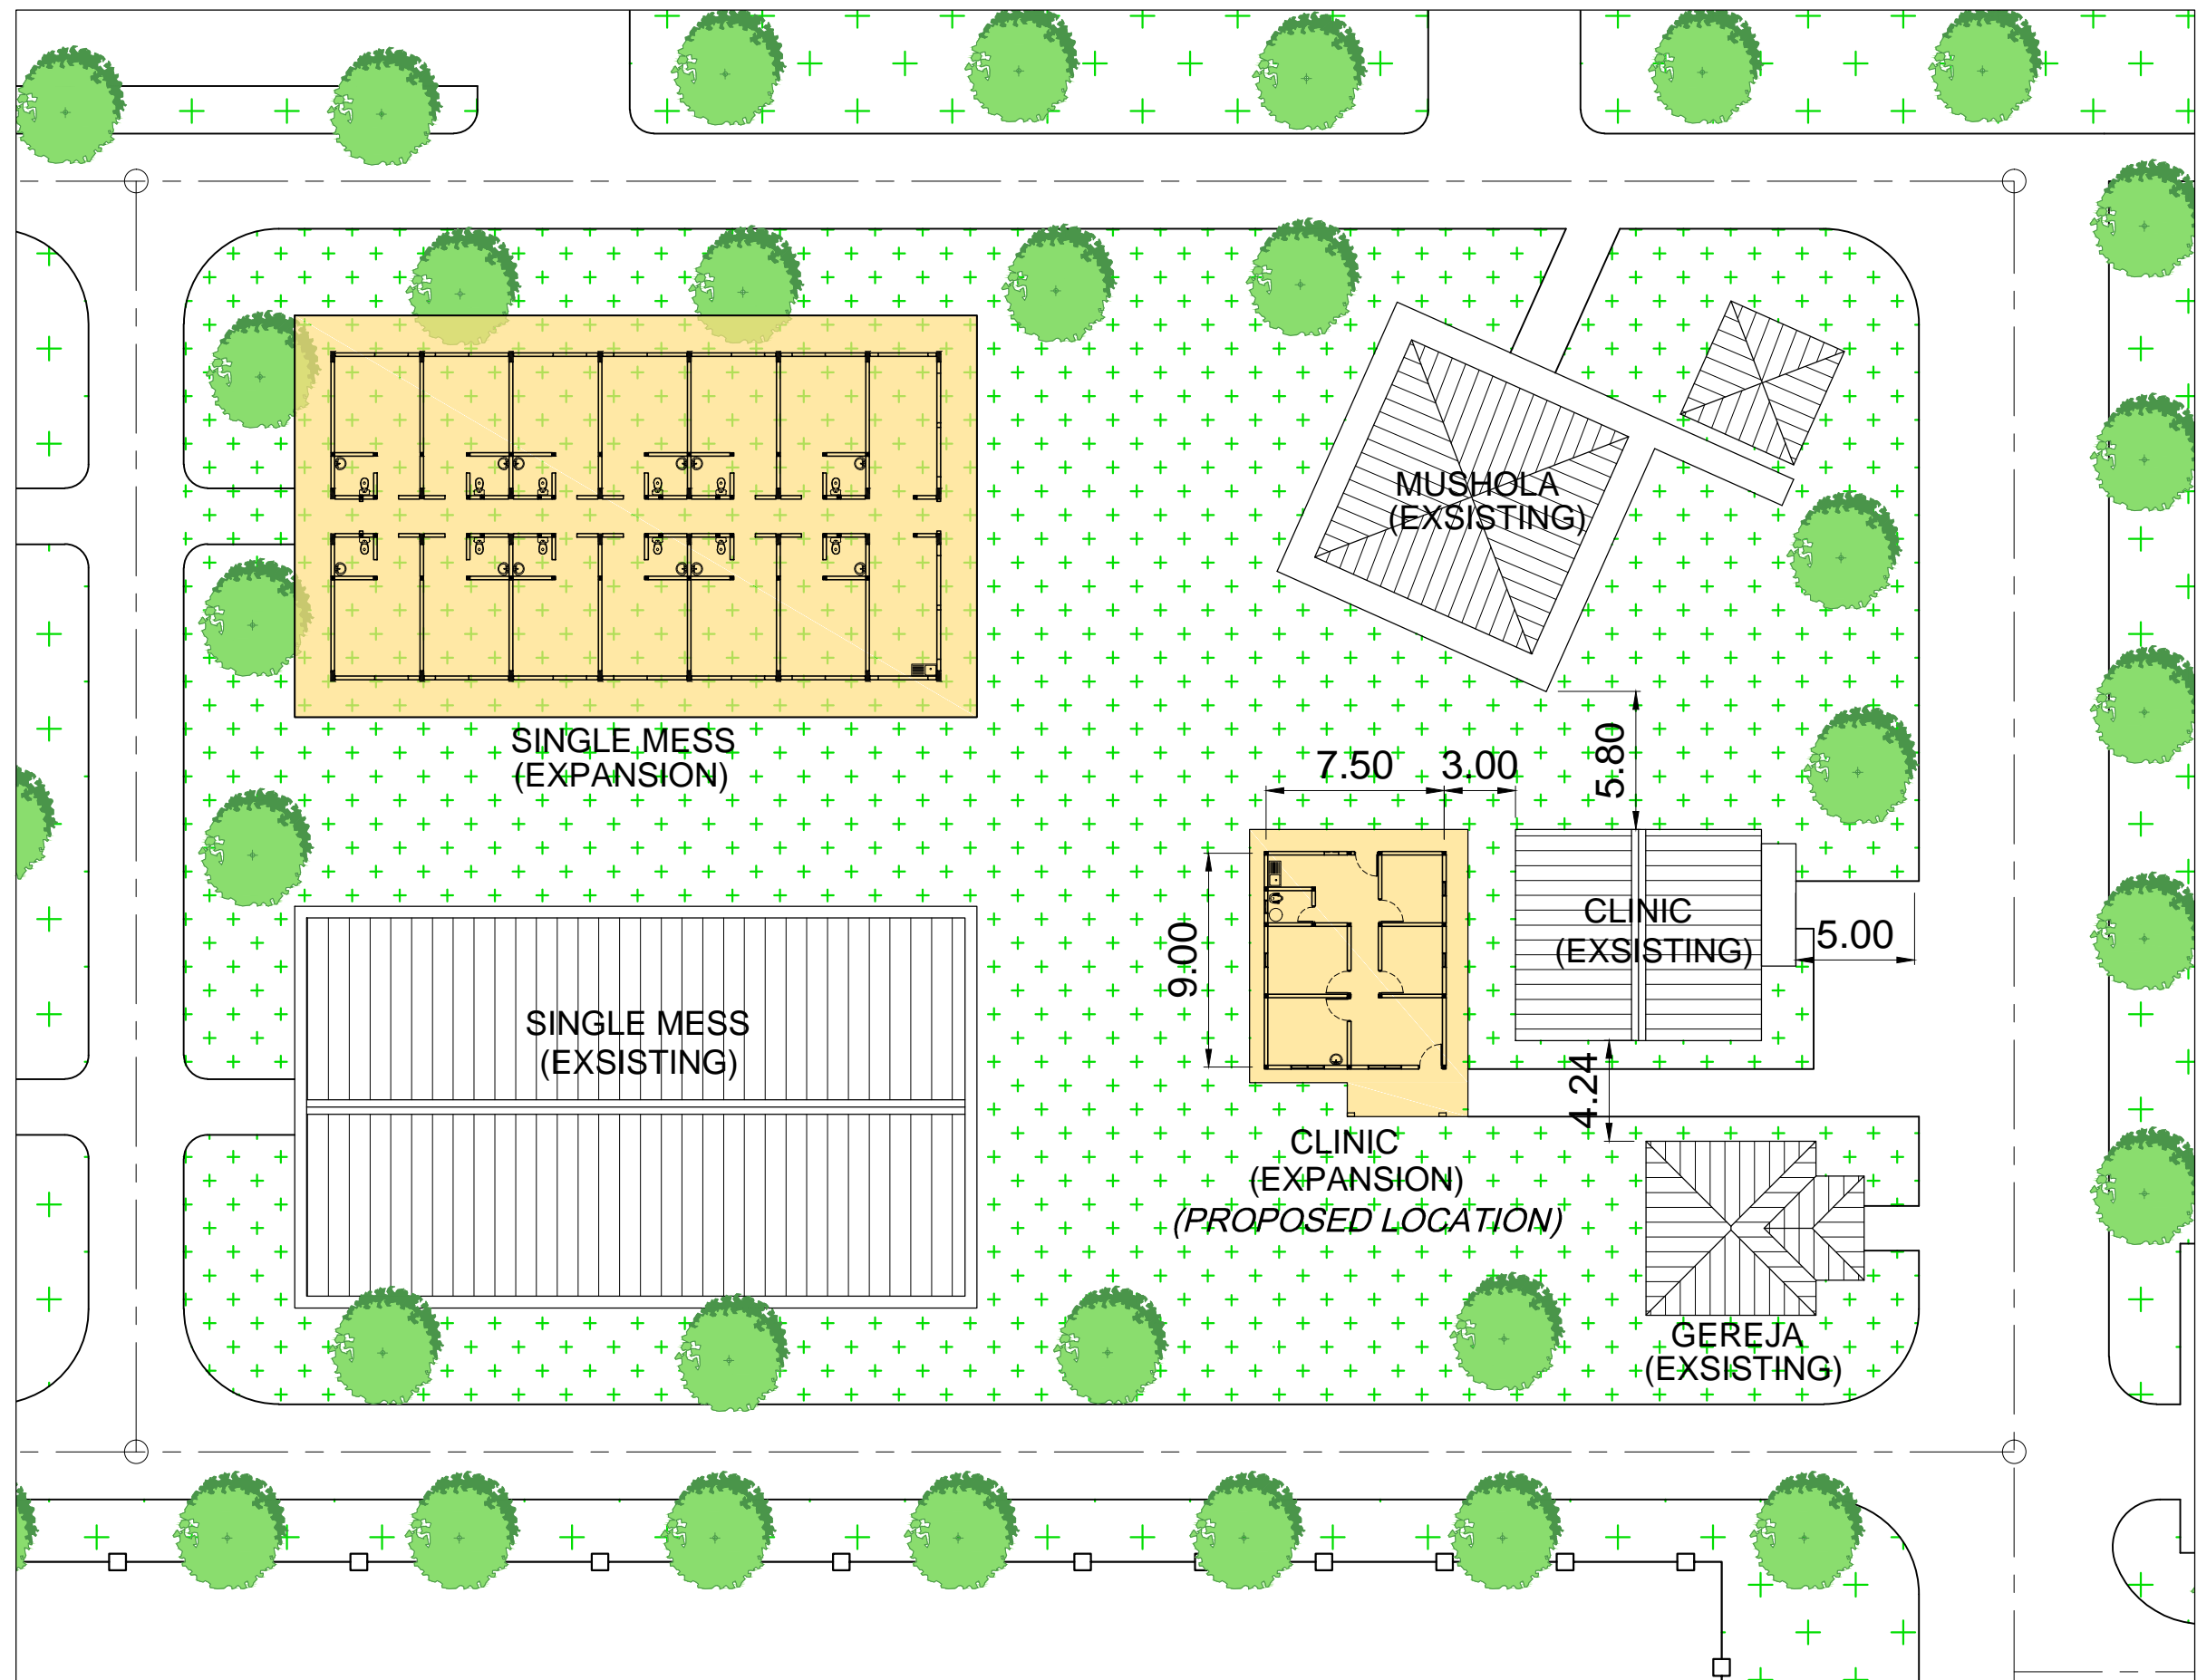 MUSHOLA
(EXSISTING)
SINGLE MESS
(EXPANSION)
7.50
3.00
5.80
9.00
CLINIC
(EXSISTING)
5.00
SINGLE MESS
(EXSISTING)
4.24
CLINIC
(EXPANSION)
(PROPOSED LOCATION)
GEREJA
(EXSISTING)